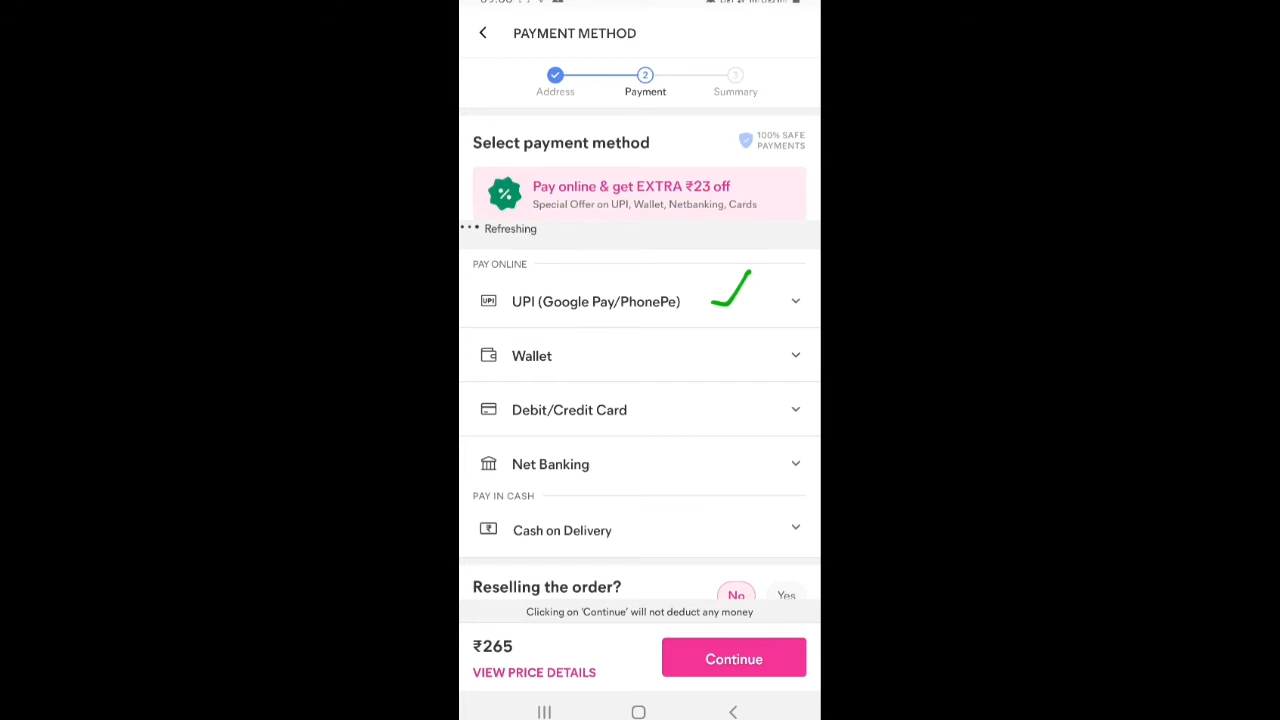 PAYMENT METHOD
2 3
Address Payment Summary
Select payment method
100% SAFE
PAYMENTS
Pay online & get EXTRA ₹23 off
Special Offer on UPI, Wallet, Netbanking, Cards
Refreshing
PAY ONLINE
UPI UPI (Google Pay/PhonePe)
Wallet
Debit/Credit Card
Net Banking
PAY IN CASH
₹ Cash on Delivery
Reselling the order?
No Yes
Clicking on 'Continue' will not deduct any money
₹265
Continue
VIEW PRICE DETAILS